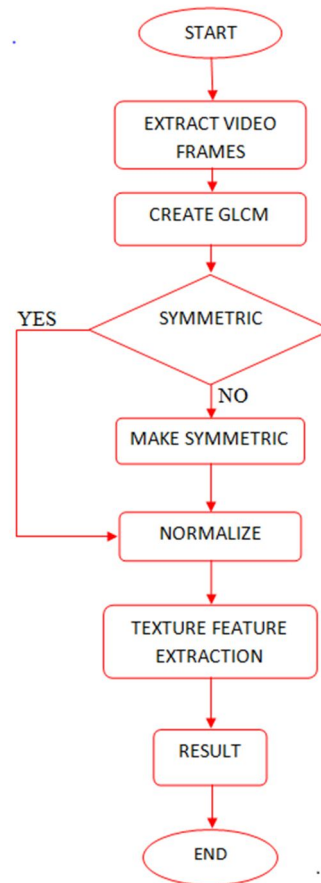 START
EXTRACT VIDEO
FRAMES
CREATE GLCM
SYMMETRIC
YES
NO
MAKE SYMMETRIC
NORMALIZE
TEXTURE FEATURE
EXTRACTION
RESULT
END